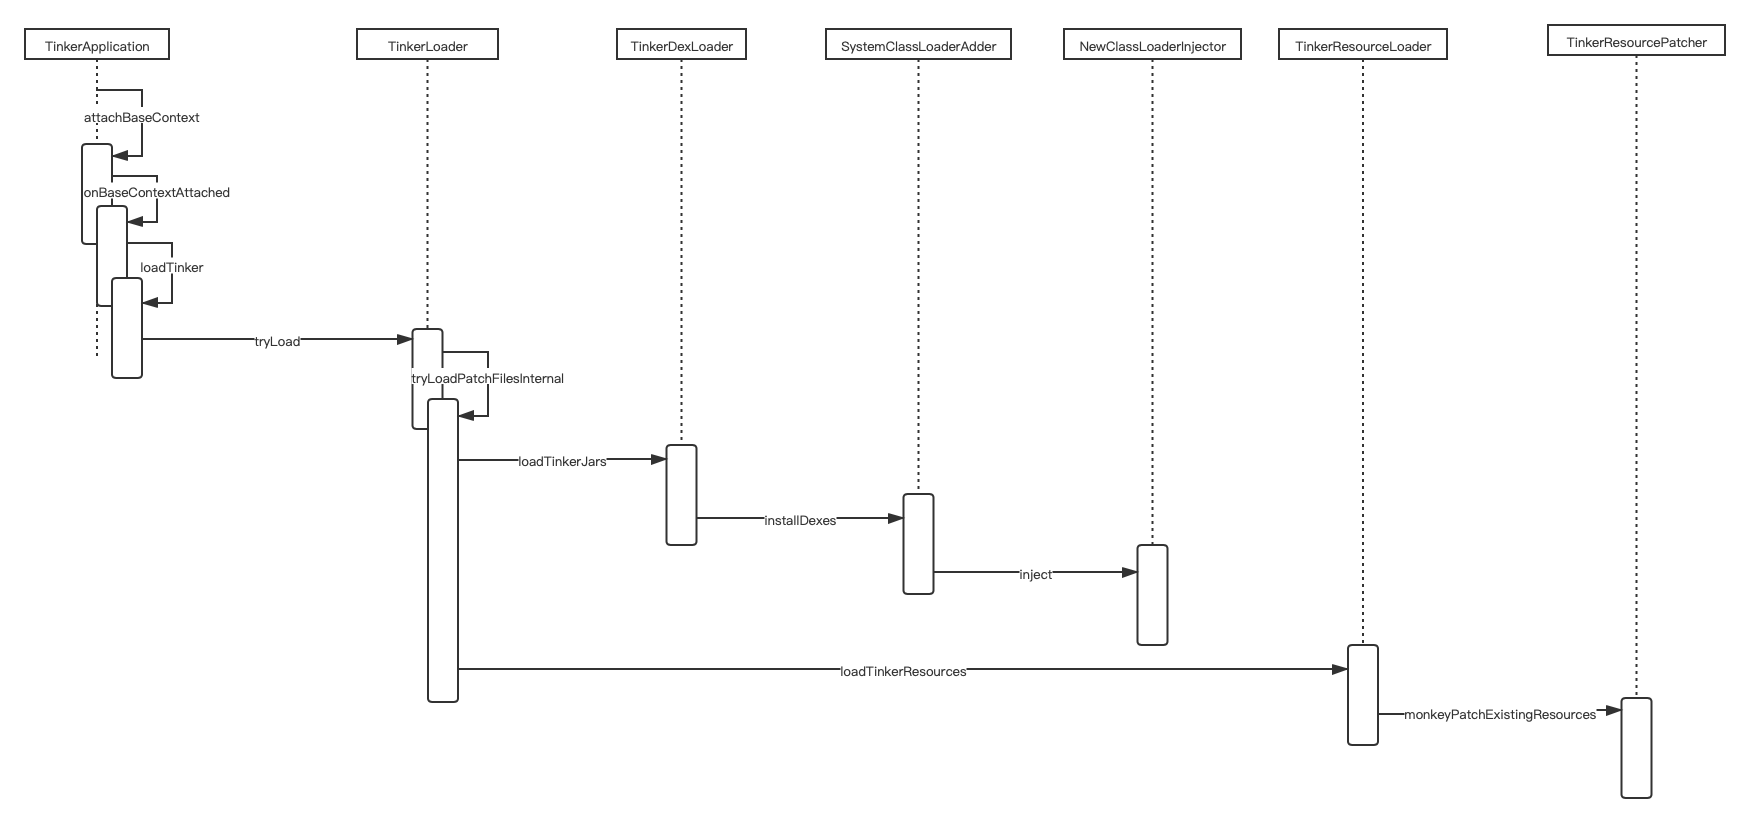 TinkerApplication
TinkerLoader
TinkerDexLoader
SystemClassLoaderAdder
NewClassLoaderInjector
TinkerResourceLoader
TinkerResourcePatcher
attachBaseContext
onBaseContextAttached
loadTinker
tryLoad
tryLoadPatchFilesInternal
loadTinkerJars
installDexes
inject
loadTinkerResources
monkeyPatchExistingResources